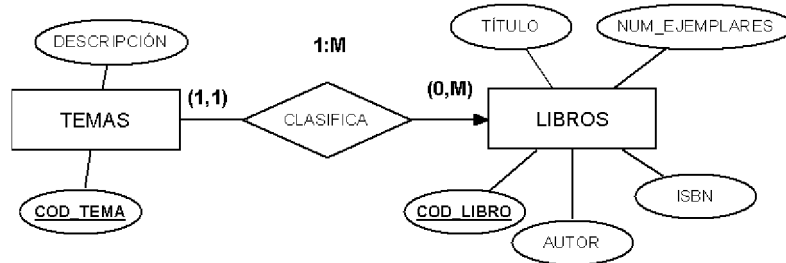 DESCRIPCIÓN
1:M
TÍTULO
NUM_EJEMPLARES
(1,1)
(0,M)
TEMAS
CLASIFICA
LIBROS
COD_TEMA
COD_LIBRO
ISBN
AUTOR